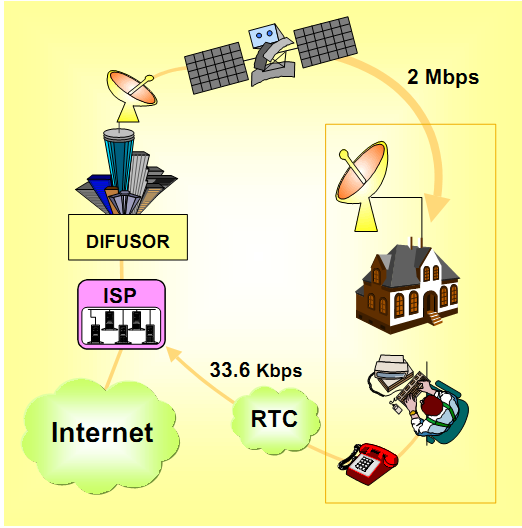 2 Mbps
DIFUSOR
ISP
33.6 Kbps
RTC
Internet